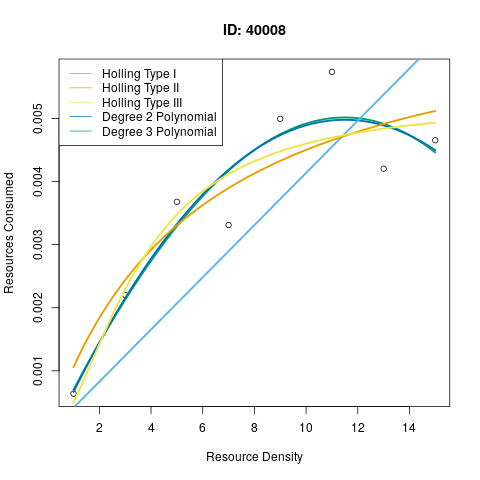 ID: 40008
Holling Type I
Holling Type II
Holling Type III
Degree 2 Polynomial
Degree 3 Polynomial
Resources Consumed
0.005
0.004
0.003
0.002
0.001
2 4 6 8 10 12 14
Resource Density